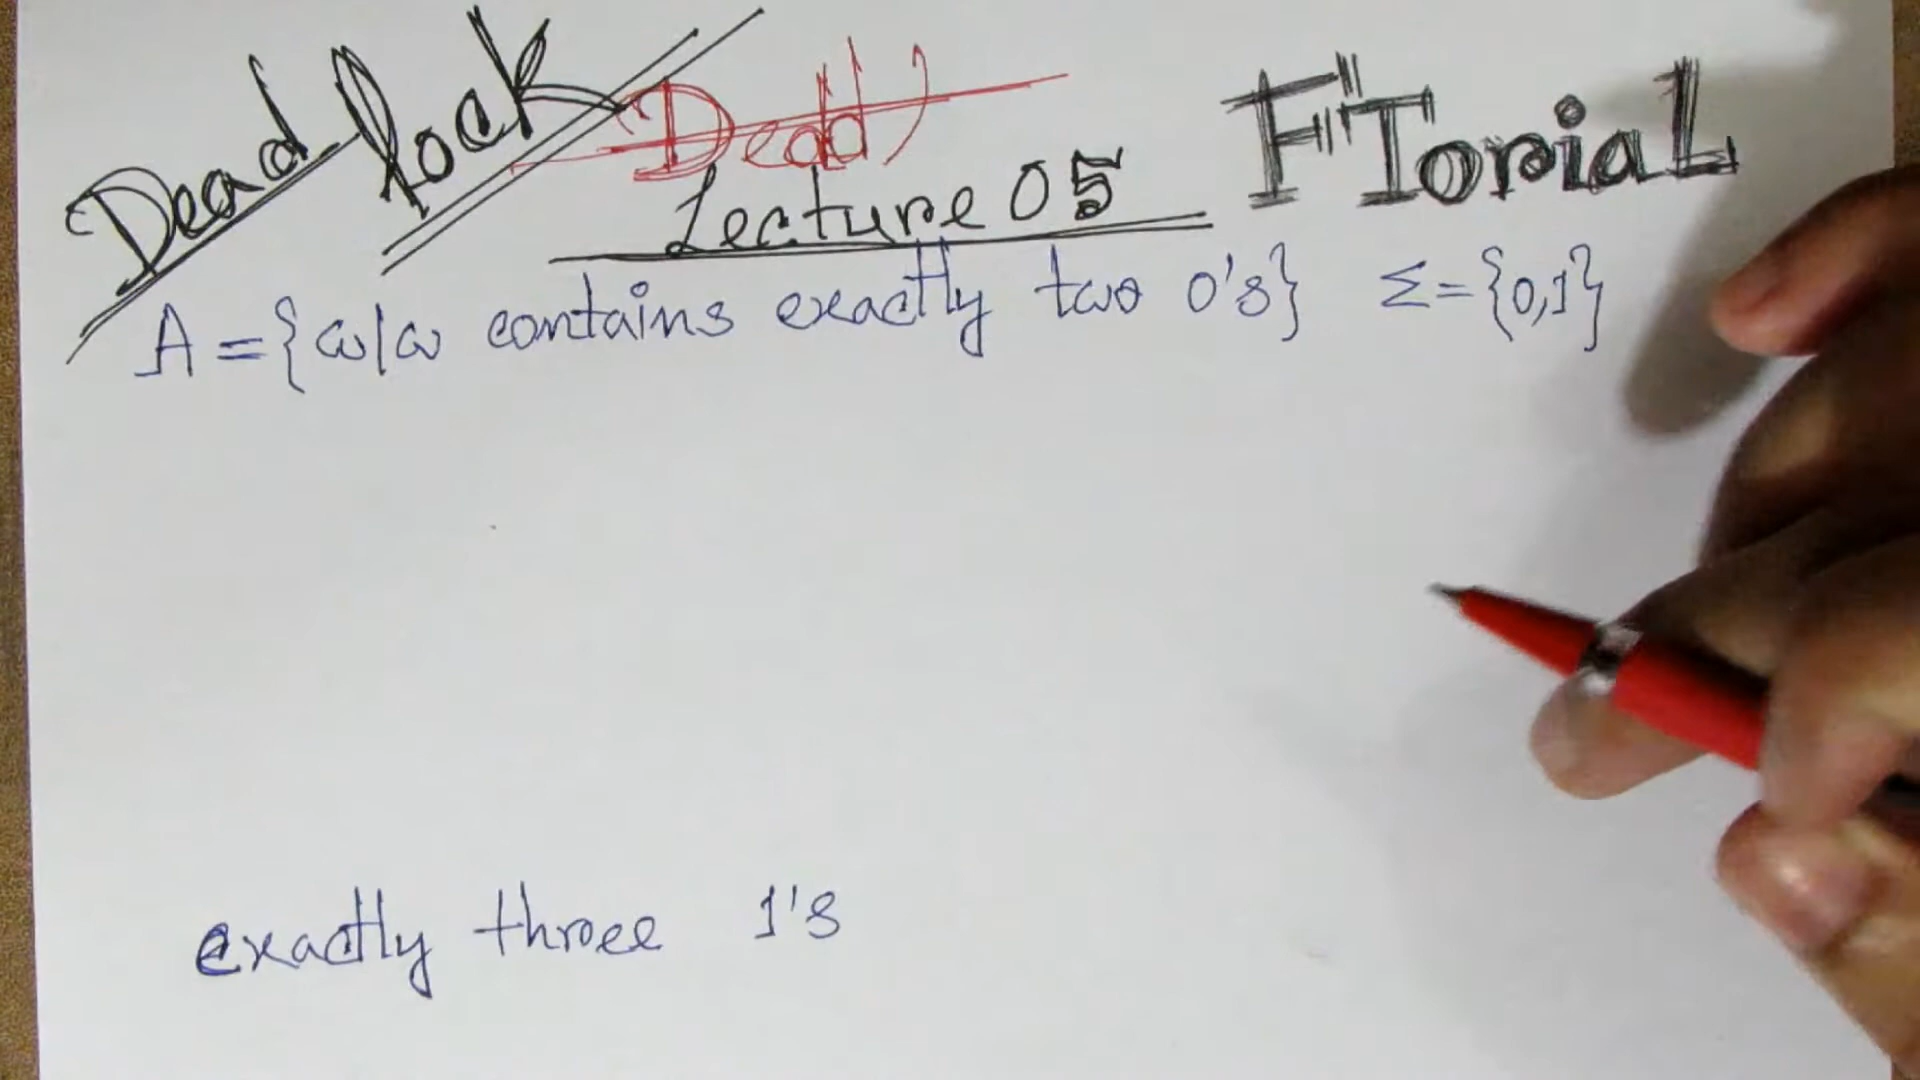 Dead lock
(Dead)
FTorial
Lecture 05
A = {ω|ω contains exactly two 0's} Σ = {0,1}
exactly three 1's